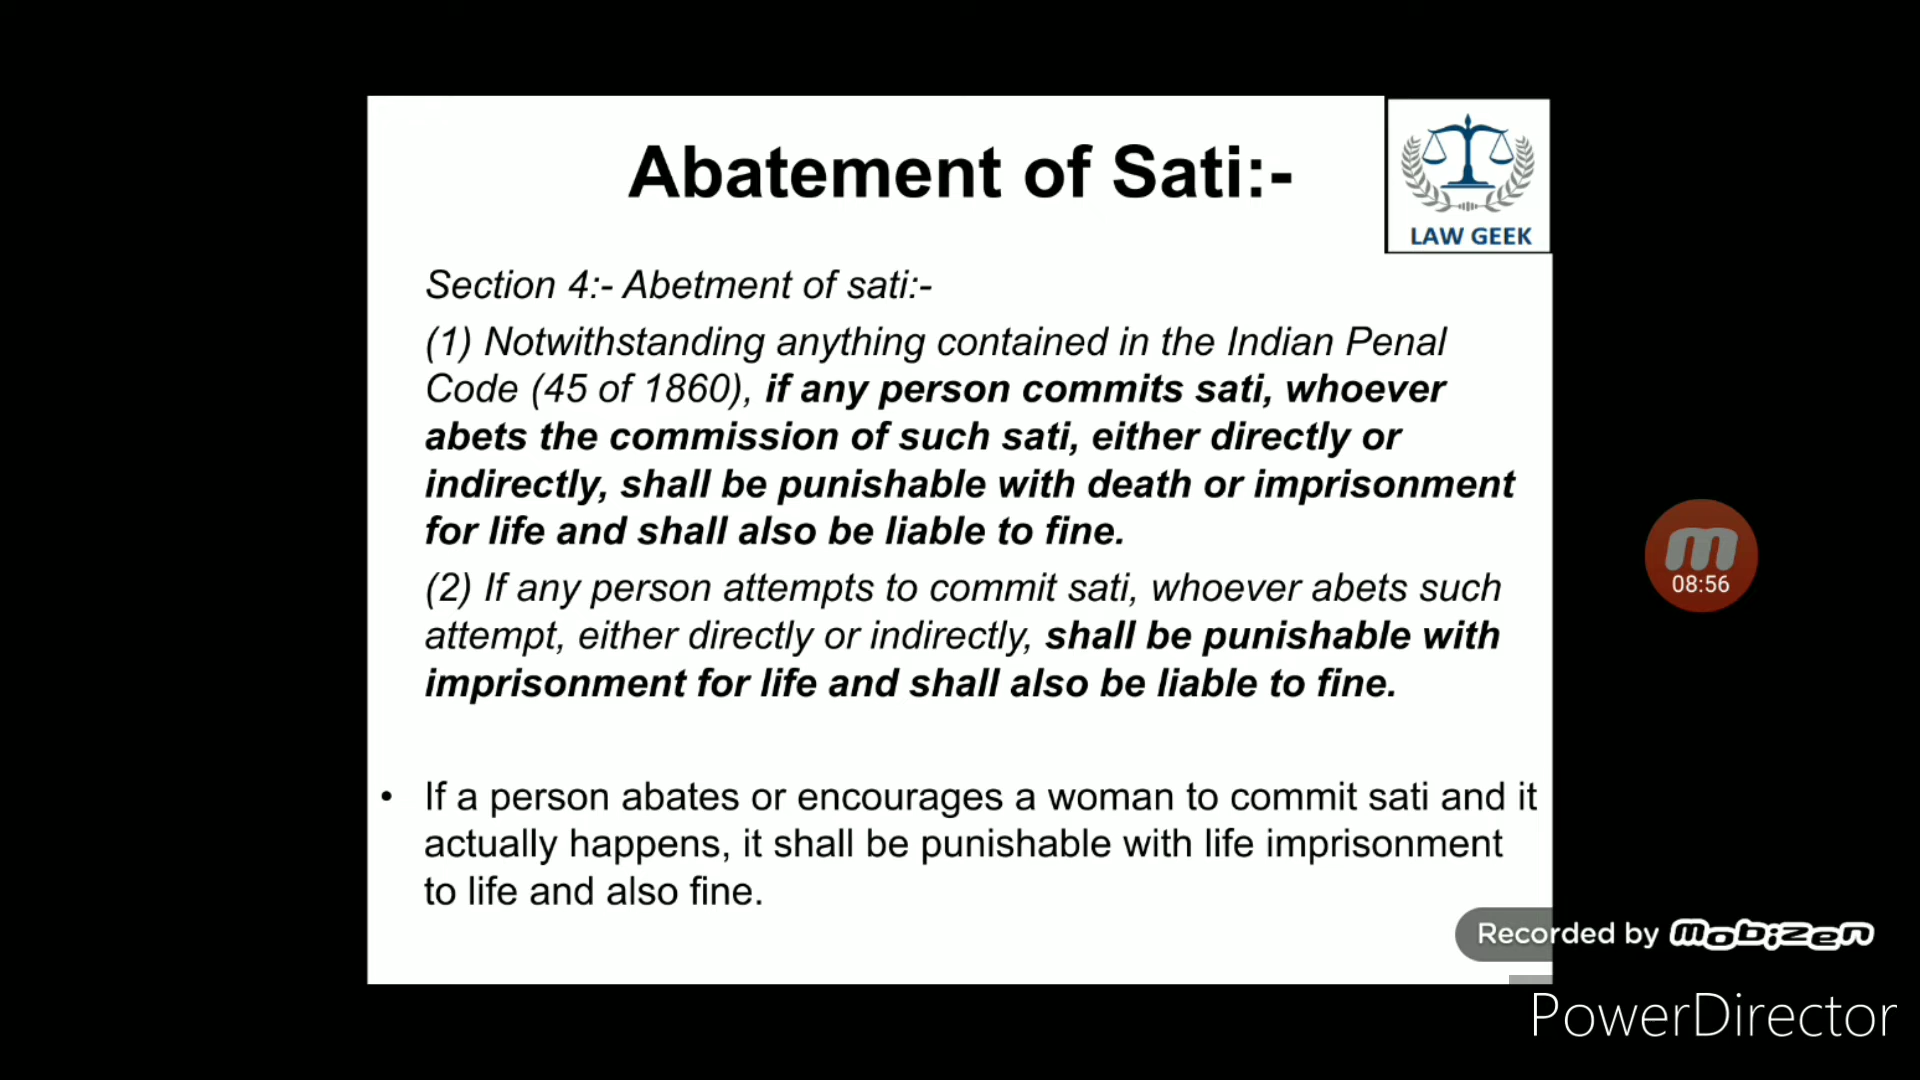 Abatement of Sati:-
LAW GEEK
Section 4:- Abetment of sati:-
(1) Notwithstanding anything contained in the Indian Penal
Code (45 of 1860), if any person commits sati, whoever
abets the commission of such sati, either directly or
indirectly, shall be punishable with death or imprisonment
for life and shall also be liable to fine.
(2) If any person attempts to commit sati, whoever abets such
attempt, either directly or indirectly, shall be punishable with
imprisonment for life and shall also be liable to fine.
• If a person abates or encourages a woman to commit sati and it
actually happens, it shall be punishable with life imprisonment
to life and also fine.
m
08:56
Recorded by mobizen
PowerDirector